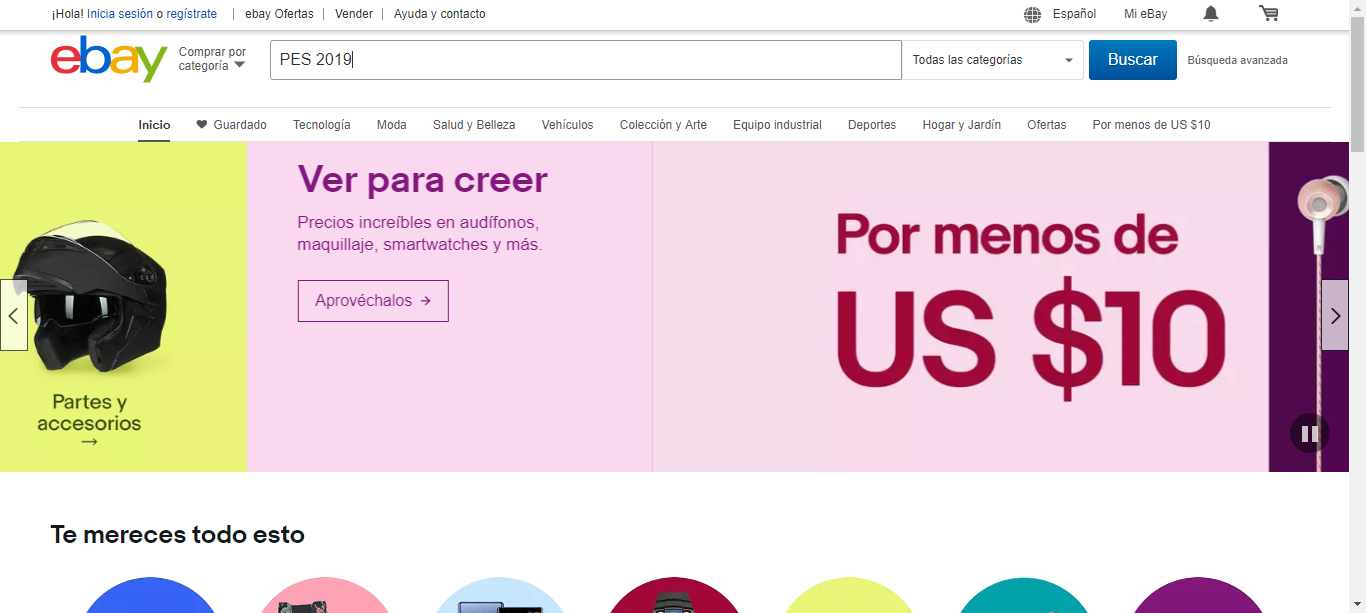 ¡Hola! Inicia sesión o regístrate | ebay Ofertas | Vender | Ayuda y contacto Español Mi eBay
ebay Comprar por categoría PES 2019 Todas las categorías Buscar Búsqueda avanzada
Inicio Guardado Tecnología Moda Salud y Belleza Vehículos Colección y Arte Equipo industrial Deportes Hogar y Jardín Ofertas Por menos de US $10
Partes y
accesorios
→
Ver para creer
Precios increíbles en audífonos,
maquillaje, smartwatches y más.
Aprovéchalos →
Por menos de
US $10
Te mereces todo esto